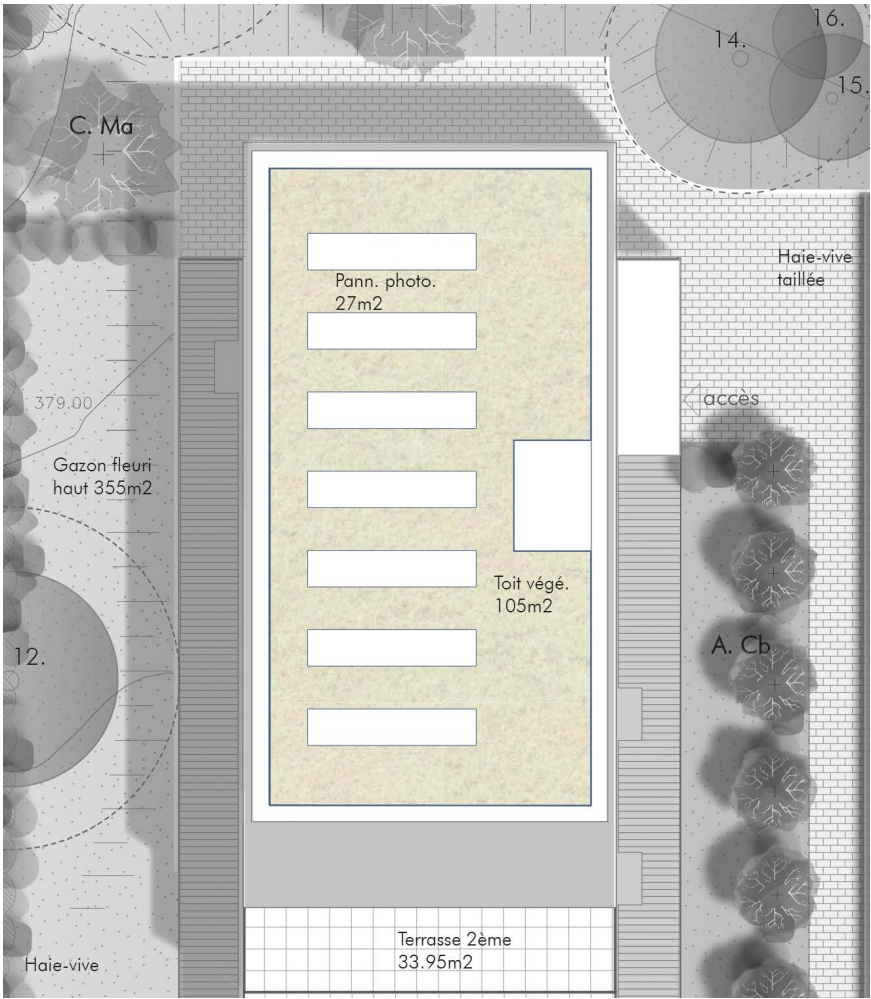 16.
14.
15.
C. Ma
Haie-vive
taillée
Pann. photo.
27m2
accès
379.00
Gazon fleuri
haut 355m2
Toit végé.
105m2
A. Cb
12.
Terrasse 2ème
33.95m2
Haie-vive